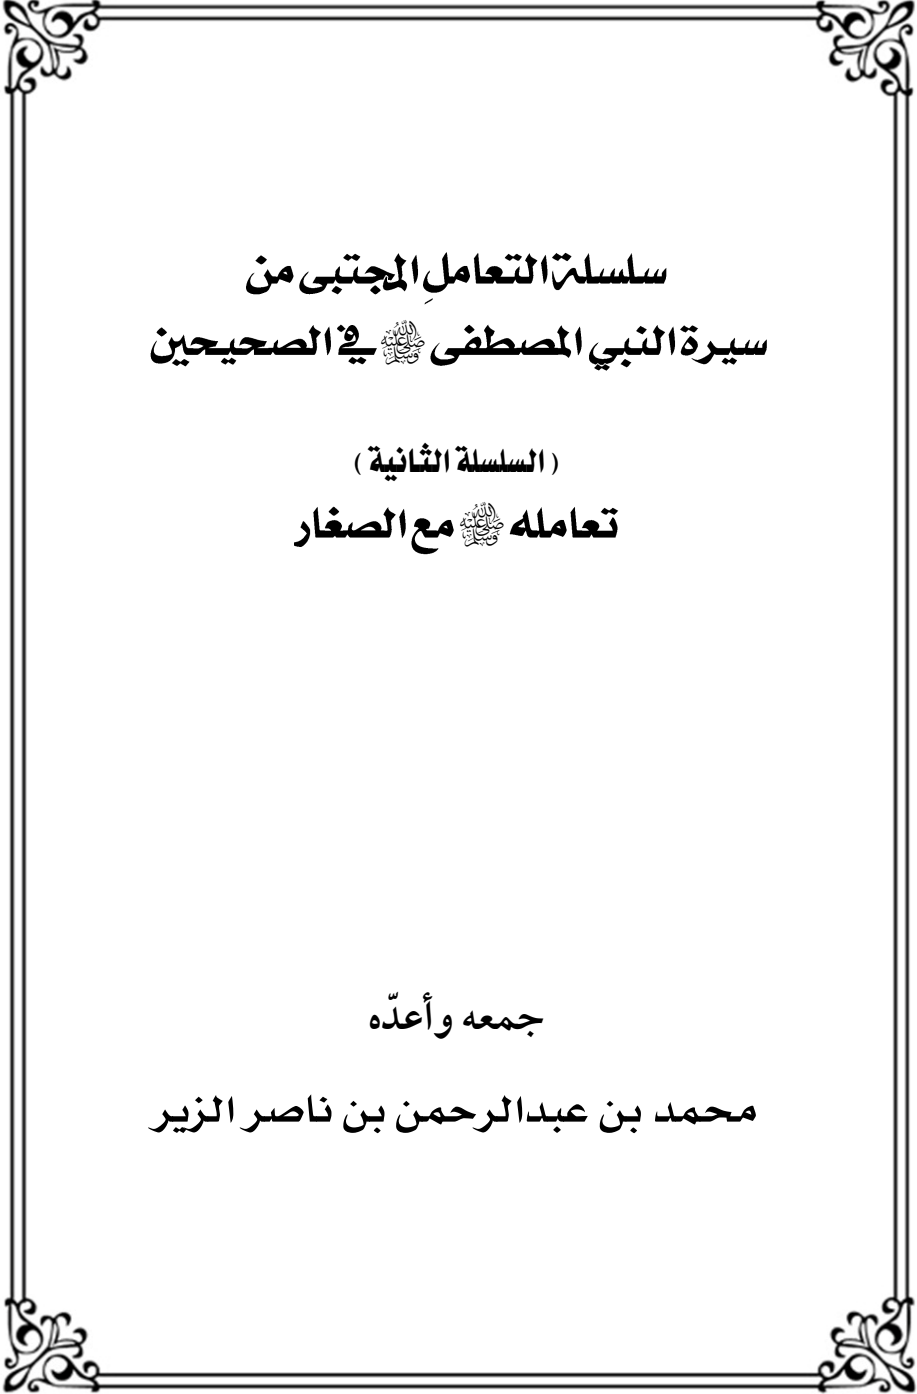 سلسلة التعاملِ المجتبى من
سيرة النبي المصطفى ﷺ في الصحيحين
( السلسلة الثانية )
تعامله ﷺ مع الصغار
جمعه وأعدّه
محمد بن عبدالرحمن بن ناصر الزير